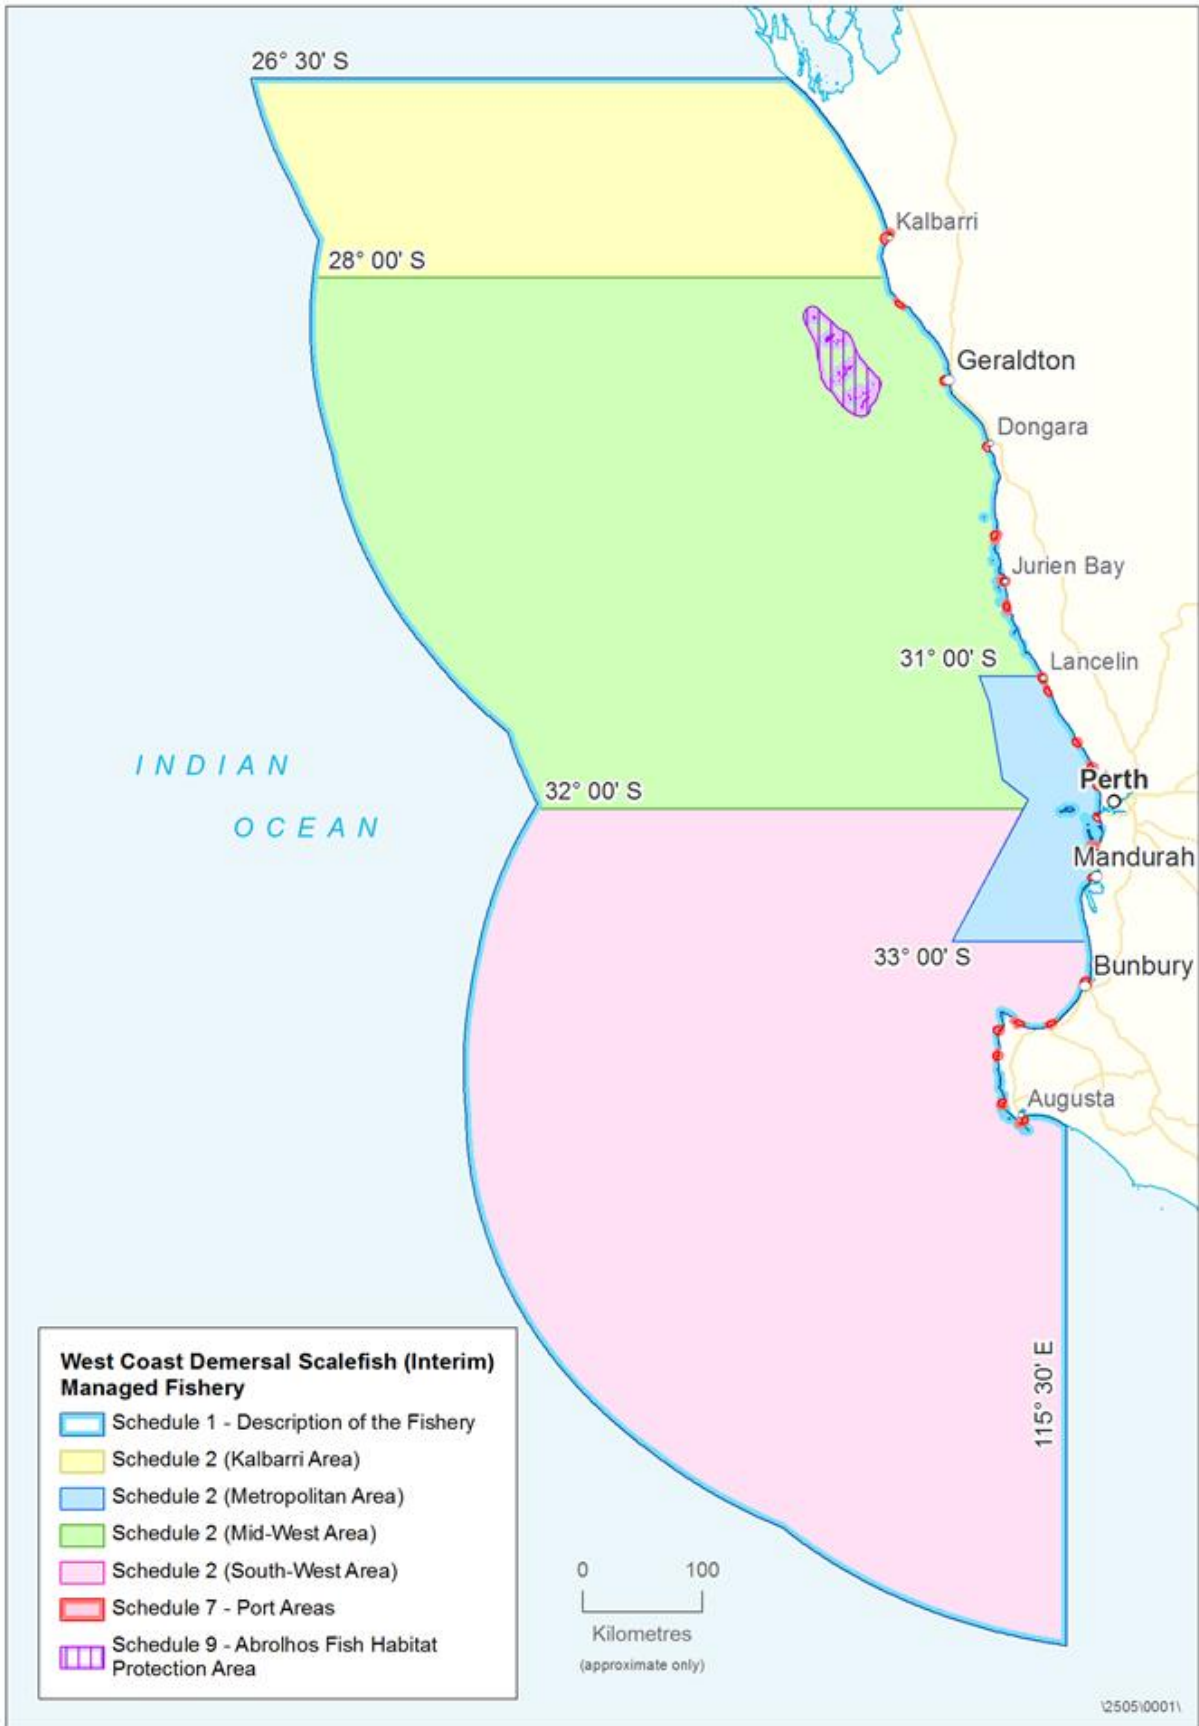 26° 30' S
Kalbarri
28° 00' S
Geraldton
Dongara
Jurien Bay
31° 00' S
Lancelin
INDIAN
OCEAN
Perth
32° 00' S
Mandurah
33° 00' S
Bunbury
Augusta
115° 30' E
West Coast Demersal Scalefish (Interim)
Managed Fishery
Schedule 1 - Description of the Fishery
Schedule 2 (Kalbarri Area)
Schedule 2 (Metropolitan Area)
Schedule 2 (Mid-West Area)
Schedule 2 (South-West Area)
Schedule 7 - Port Areas
Schedule 9 - Abrolhos Fish Habitat
Protection Area
0 100
Kilometres
(approximate only)
\2505\0001\